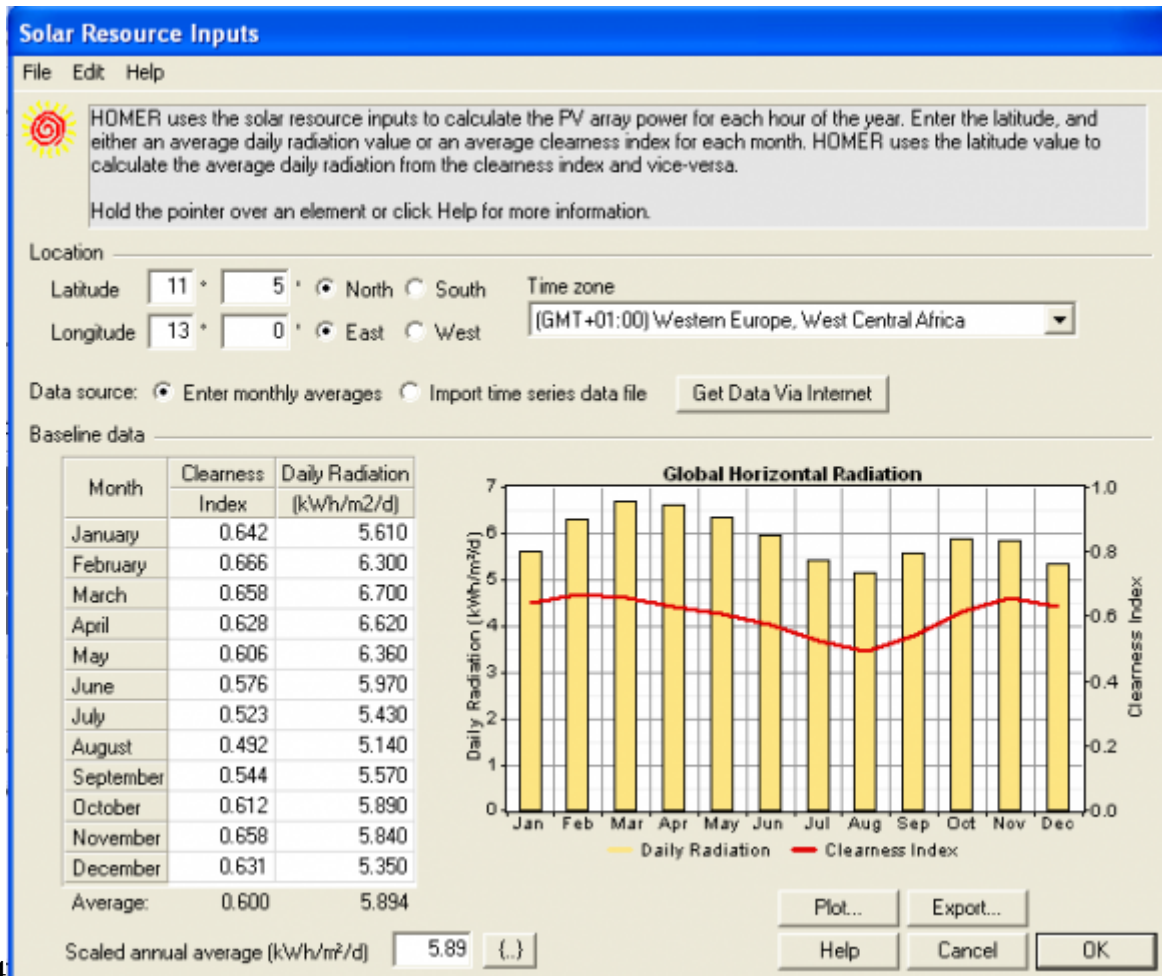 Solar Resource Inputs
File Edit Help
HOMER uses the solar resource inputs to calculate the PV array power for each hour of the year. Enter the latitude, and
either an average daily radiation value or an average clearness index for each month. HOMER uses the latitude value to
calculate the average daily radiation from the clearness index and vice-versa.
Hold the pointer over an element or click Help for more information.
Location
Latitude 11 ° 5 ' North South Time zone
Longitude 13 ° 0 ' East West (GMT+01:00) Western Europe, West Central Africa
Data source: Enter monthly averages Import time series data file Get Data Via Internet
Baseline data
Month Clearness Index Daily Radiation (kWh/m2/d)
January 0.642 5.610
February 0.666 6.300
March 0.658 6.700
April 0.628 6.620
May 0.606 6.360
June 0.576 5.970
July 0.523 5.430
August 0.492 5.140
September 0.544 5.570
October 0.612 5.890
November 0.658 5.840
December 0.631 5.350
Average: 0.600 5.894
Scaled annual average (kWh/m²/d) 5.89 {..}
Global Horizontal Radiation
Daily Radiation (kWh/m²/d)
7
6
5
4
3
2
1
0
Clearness Index
1.0
0.8
0.6
0.4
0.2
0.0
Jan Feb Mar Apr May Jun Jul Aug Sep Oct Nov Dec
Daily Radiation Clearness Index
Plot... Export...
Help Cancel OK